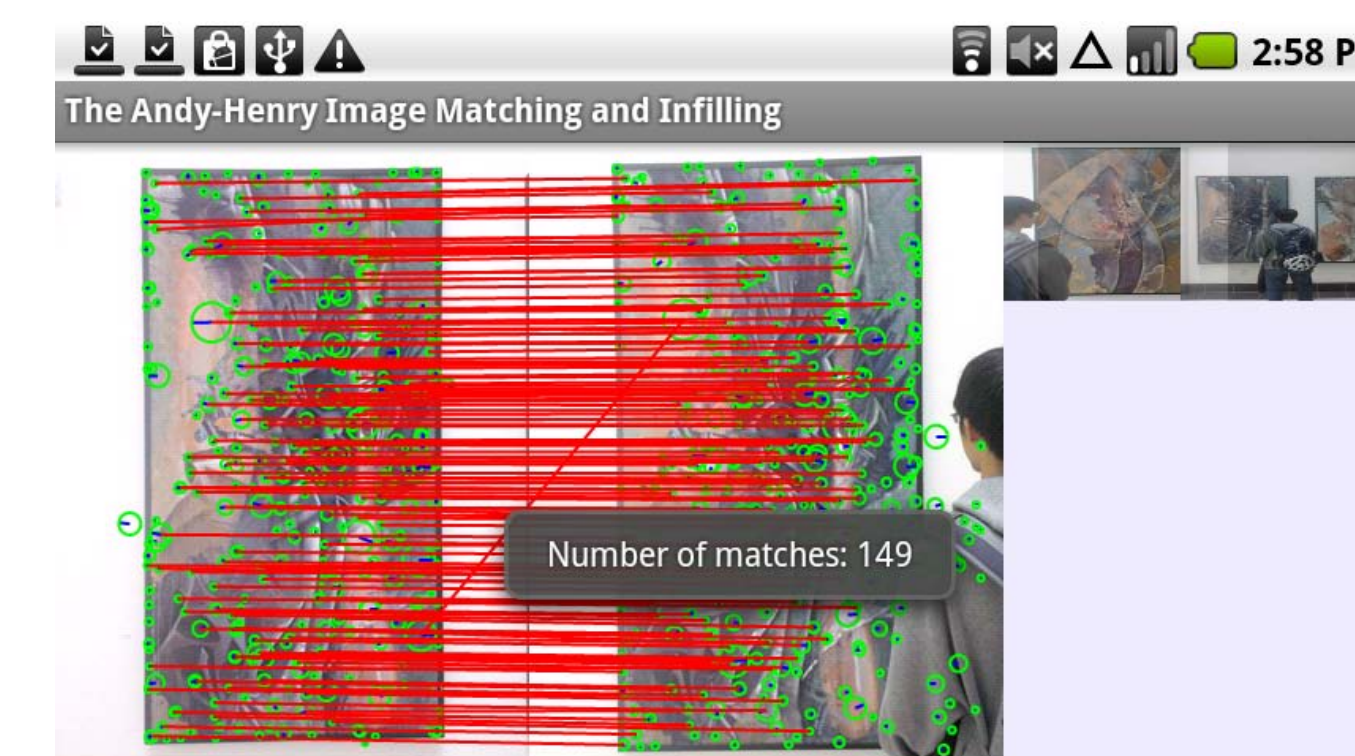 2:58 P
The Andy-Henry Image Matching and Infilling
Number of matches: 149